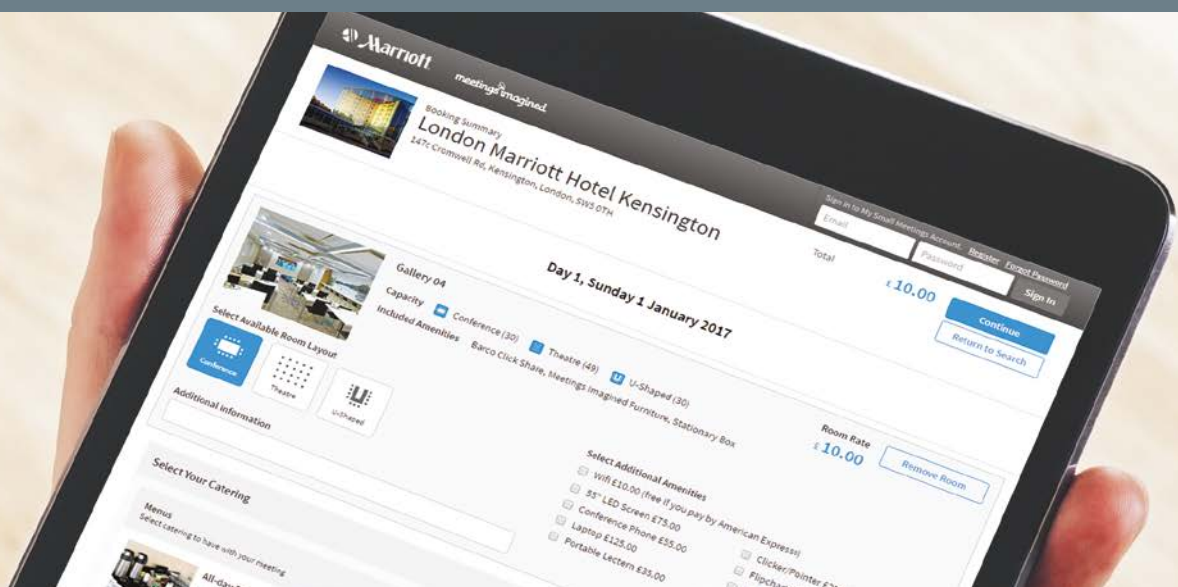 Marriott
meetings imagined
Sign in to My Small Meetings Account. Register Forgot Password
Email
Password
Sign In
Booking Summary
London Marriott Hotel Kensington
147c Cromwell Rd, Kensington, London, SW5 0TH
Total
£ 10.00
Continue
Return to Search
Day 1, Sunday 1 January 2017
Gallery 04
Capacity Conference (30) Theatre (49) U-Shaped (30)
Included Amenities Barco Click Share, Meetings Imagined Furniture, Stationary Box
Room Rate
£ 10.00
Remove Room
Select Available Room Layout
Conference
Theatre
U-Shaped
Additional Information
Select Additional Amenities
Wifi £10.00 (free if you pay by American Express)
55" LED Screen £75.00
Conference Phone £55.00
Laptop £125.00
Portable Lectern £35.00
Clicker/Pointer
Select Your Catering
Menus
Select catering to have with your meeting
All-day